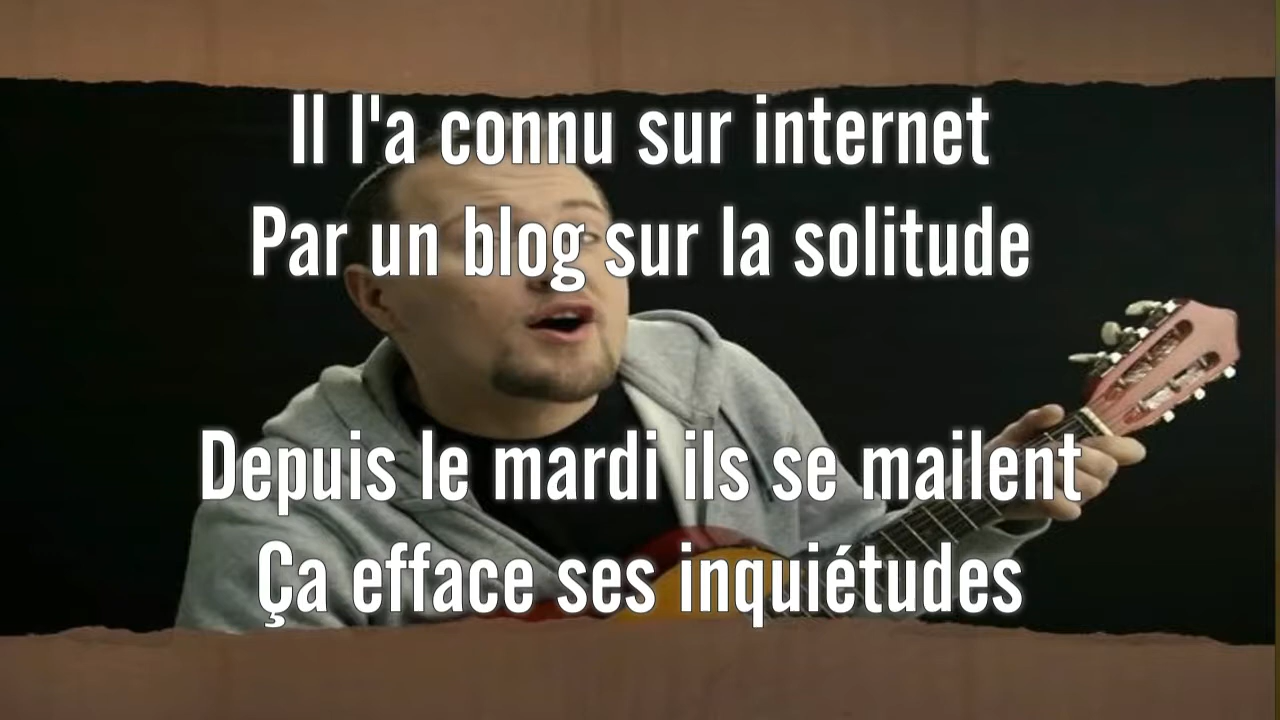 Il l'a connu sur internet
Par un blog sur la solitude
Depuis le mardi ils se mailent
Ça efface ses inquiétudes